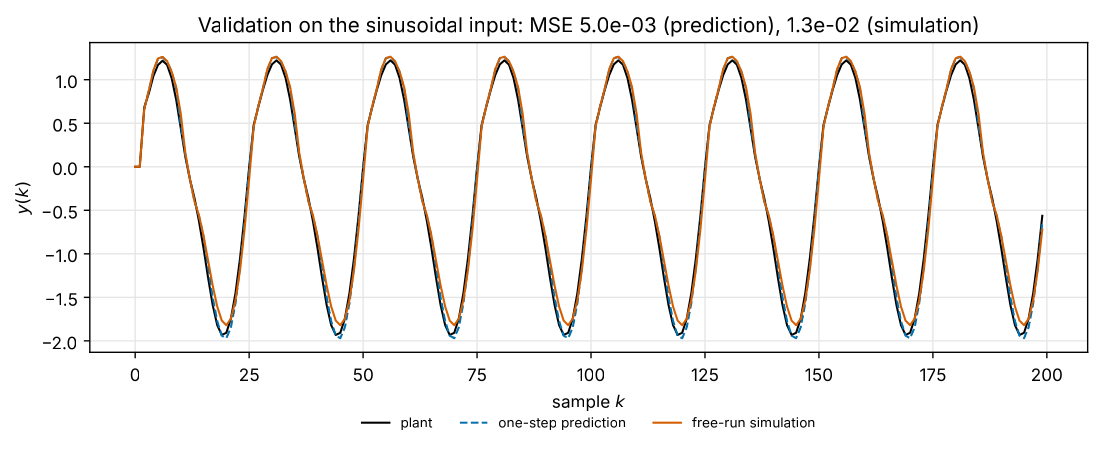 Validation on the sinusoidal input: MSE 5.0e-03 (prediction), 1.3e-02 (simulation)
y(k)
1.0
0.5
0.0
−0.5
−1.0
−1.5
−2.0
0 25 50 75 100 125 150 175 200
sample k
plant one-step prediction free-run simulation